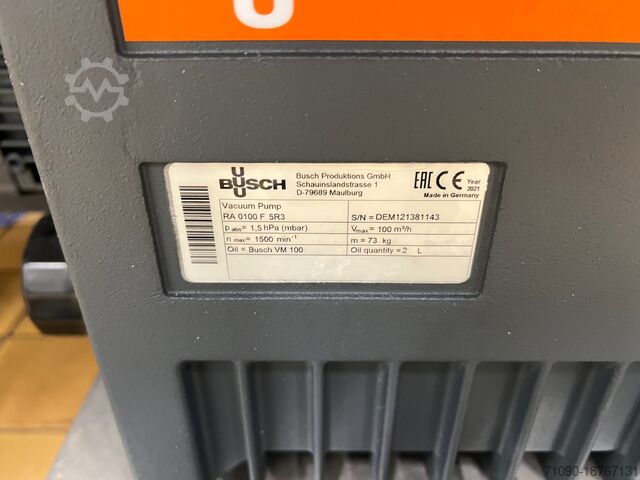 BUSCH
Busch Produktions GmbH
Schauinslandstrasse 1
D-79689 Maulburg
EAC CE Year
2021
Made in Germany
Vacuum Pump
RA 0100 F 5R3 S/N = DEM121381143
p abs = 1,5 hPa (mbar) Vmax = 100 m³/h
n max = 1500 min⁻¹ m = 73 kg
Oil = Busch VM 100 Oil quantity = 2 L
71090-18767131